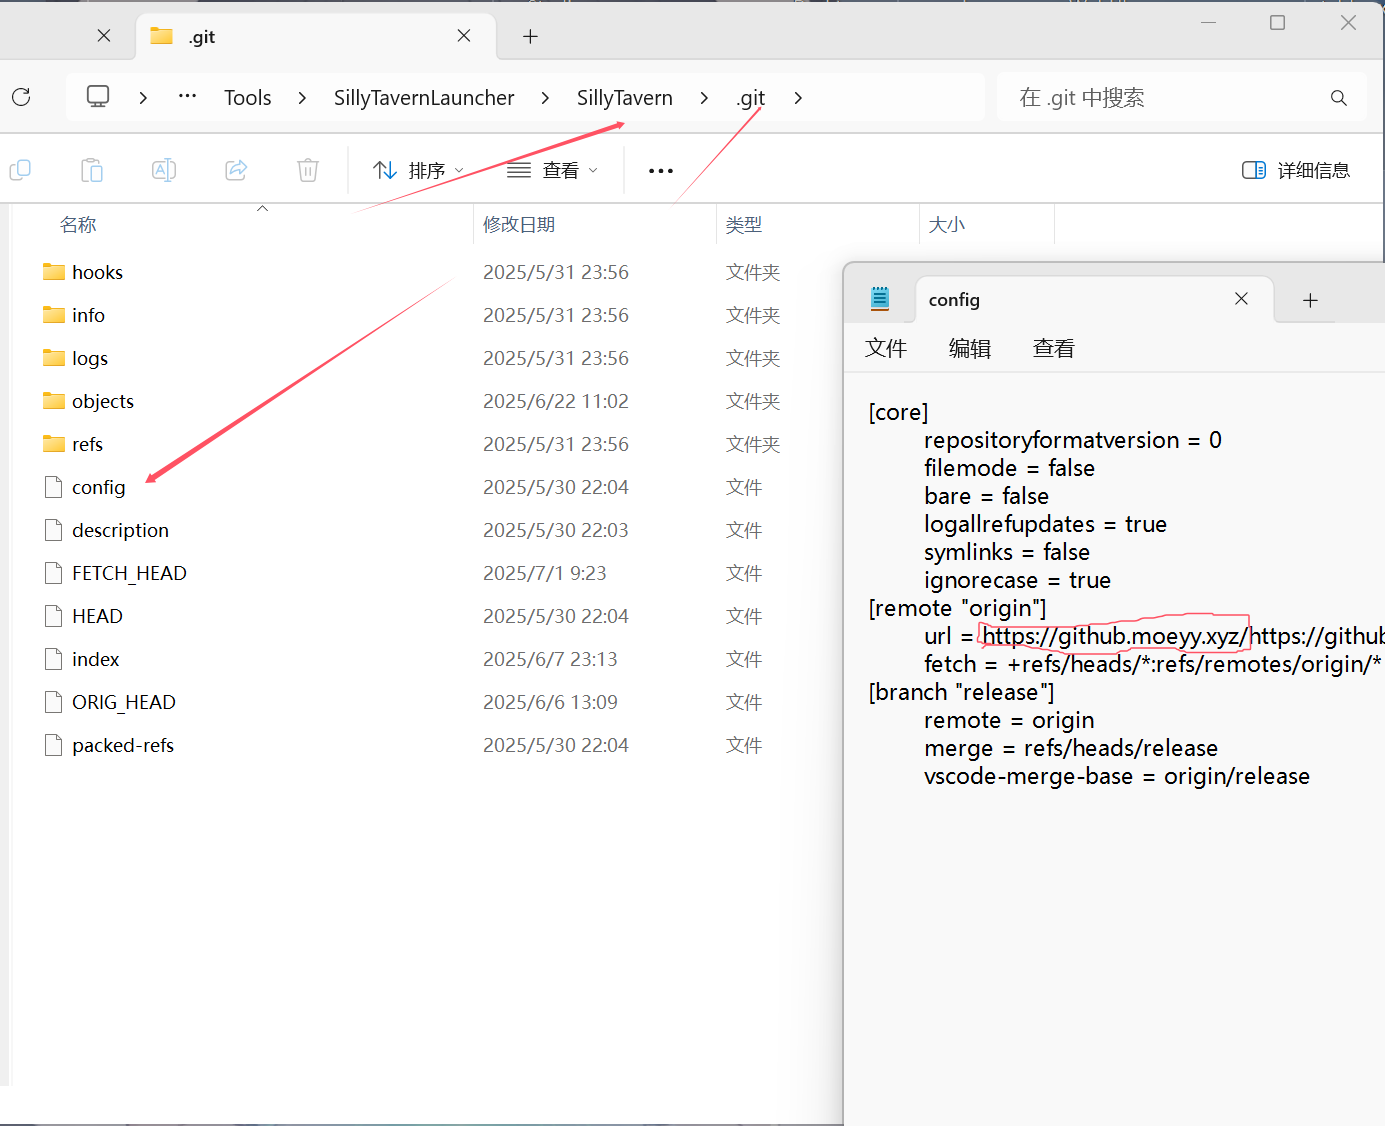 .git
Tools
SillyTavernLauncher
SillyTavern
.git
在 .git 中搜索
排序
查看
详细信息
名称 修改日期 类型 大小
hooks 2025/5/31 23:56 文件夹
info 2025/5/31 23:56 文件夹
logs 2025/5/31 23:56 文件夹
objects 2025/6/22 11:02 文件夹
refs 2025/5/31 23:56 文件夹
config 2025/5/30 22:04 文件
description 2025/5/30 22:03 文件
FETCH_HEAD 2025/7/1 9:23 文件
HEAD 2025/5/30 22:04 文件
index 2025/6/7 23:13 文件
ORIG_HEAD 2025/6/6 13:09 文件
packed-refs 2025/5/30 22:04 文件
config
文件 编辑 查看
[core]
repositoryformatversion = 0
filemode = false
bare = false
logallrefupdates = true
symlinks = false
ignorecase = true
[remote "origin"]
url = https://github.moeyy.xyz/https://github
fetch = +refs/heads/*:refs/remotes/origin/*
[branch "release"]
remote = origin
merge = refs/heads/release
vscode-merge-base = origin/release